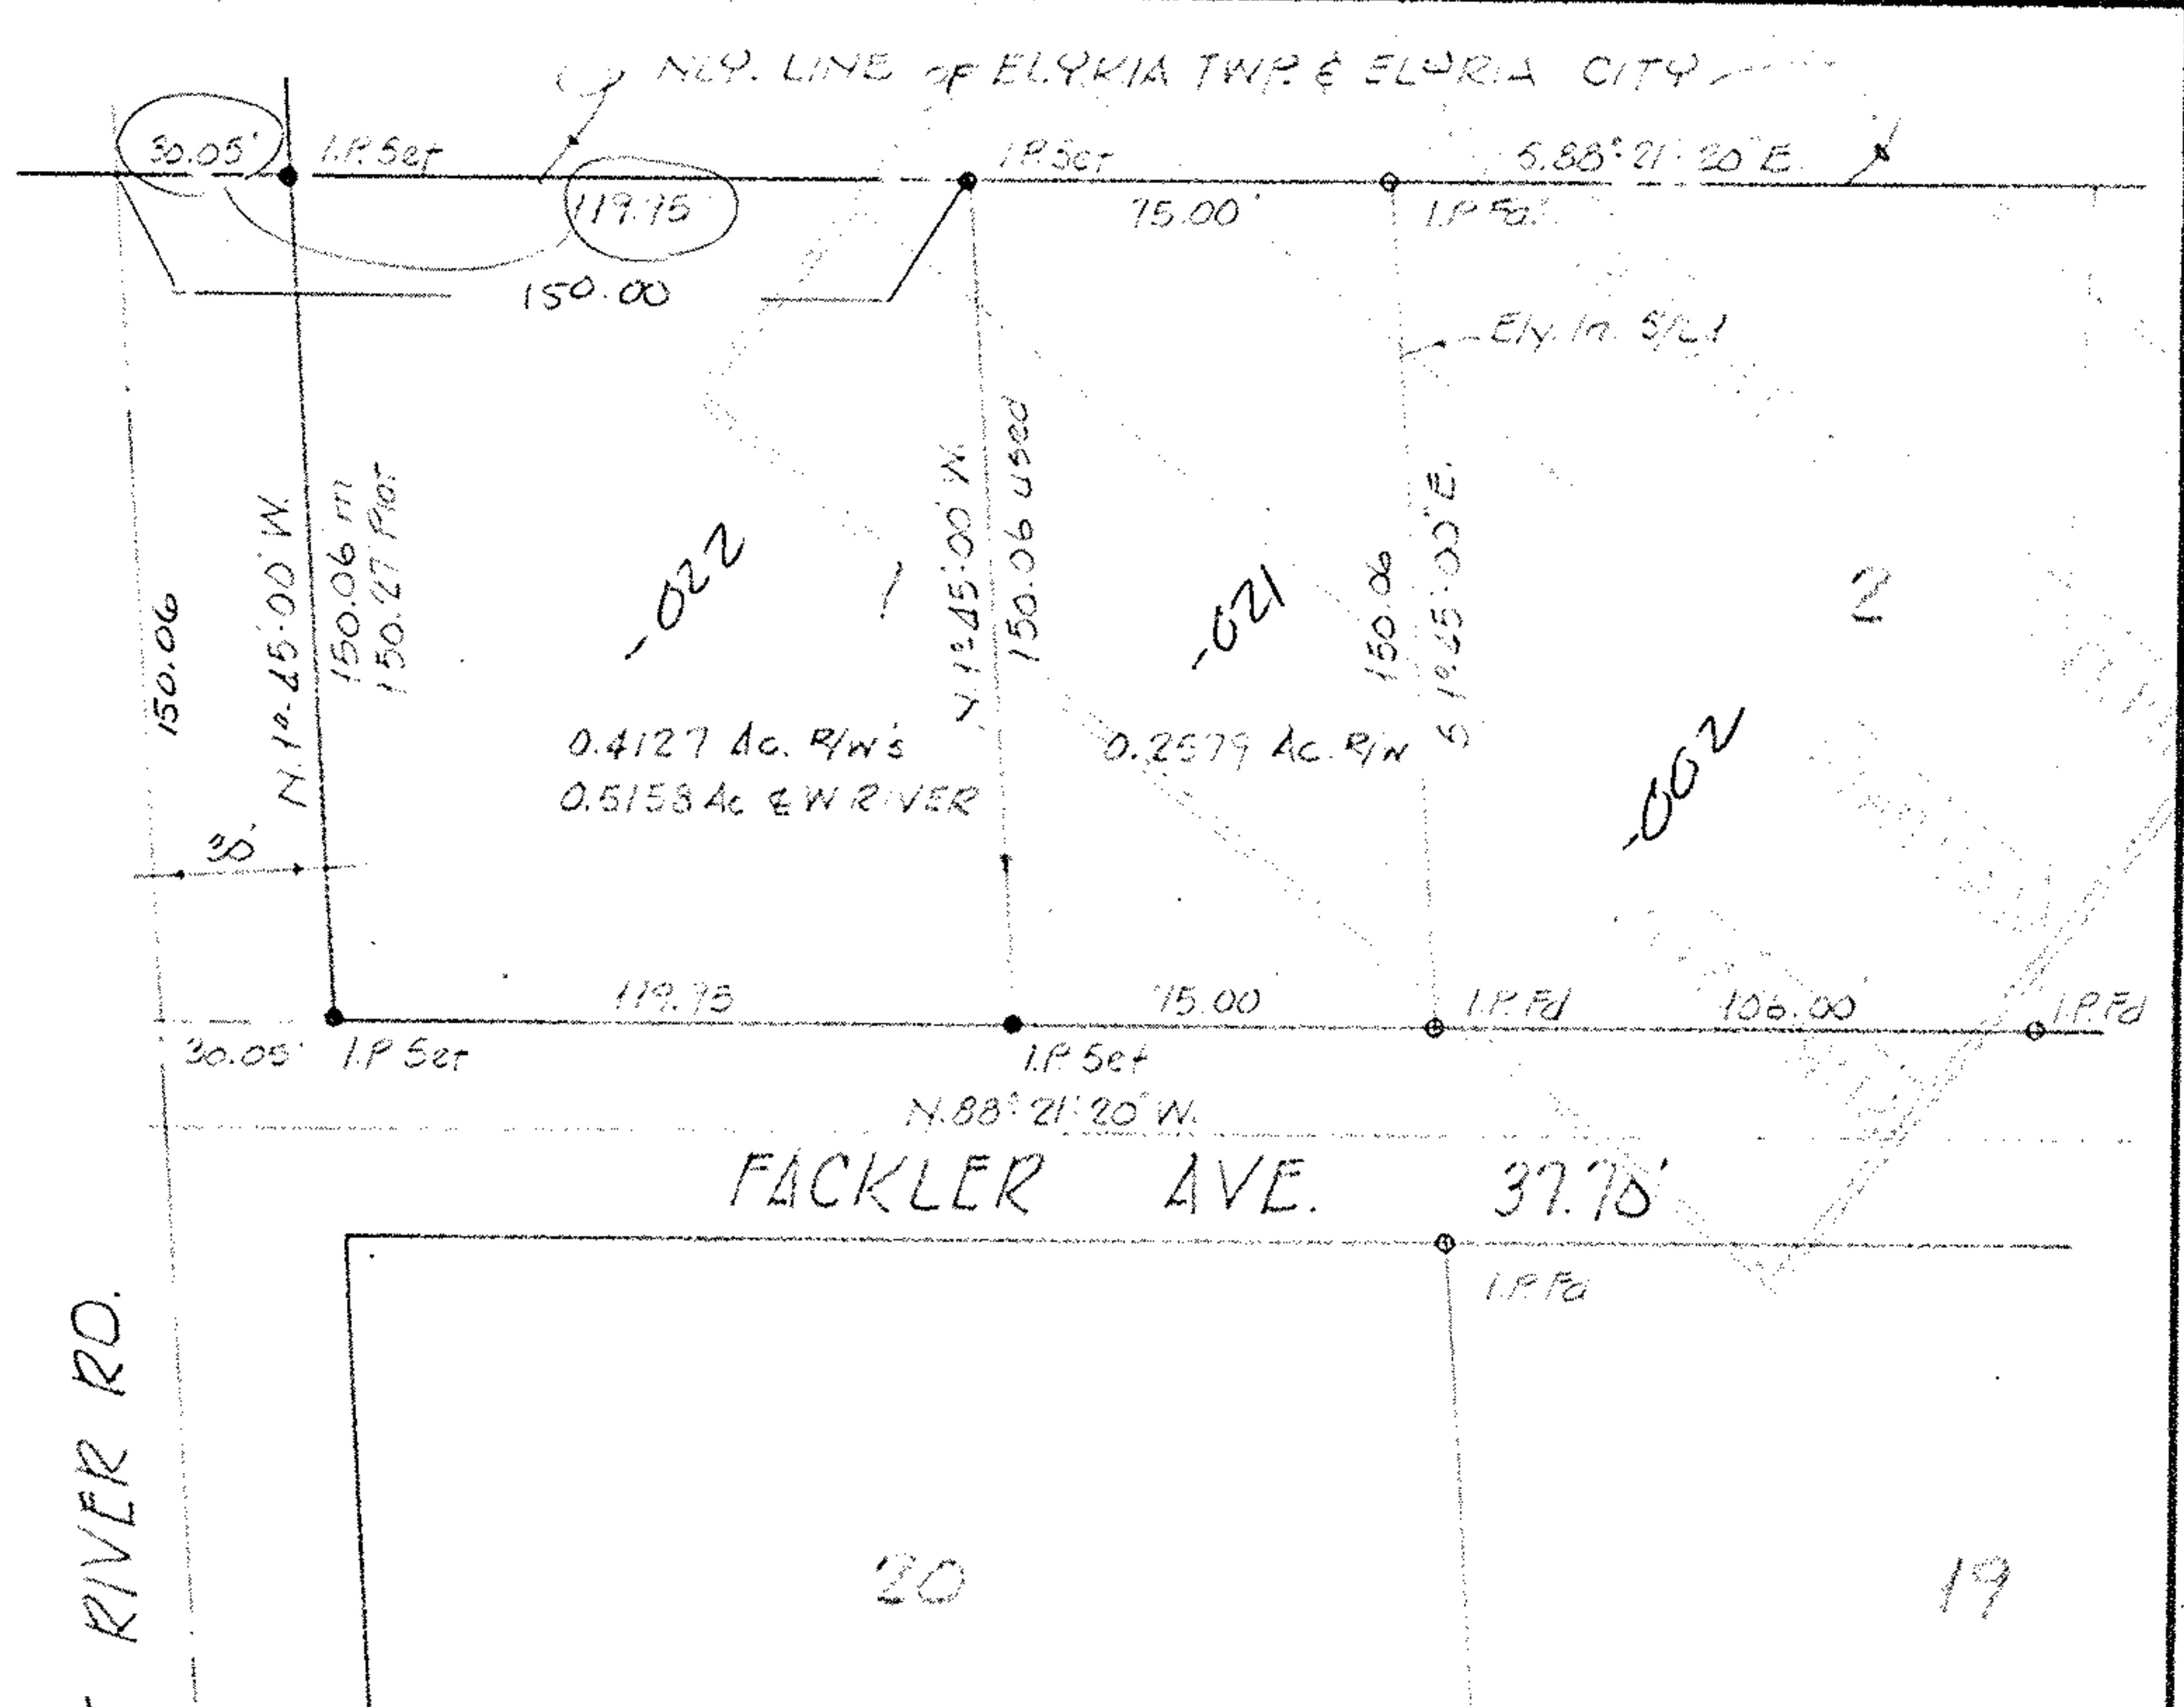 NLY. LINE OF ELYRIA TWP. & ELYRIA CITY
30.05'
I.P. Set
I.P. Set
S.88°-21'-20"E.
119.95
75.00'
I.P. Fd.
150.00
Ely. ln. S/L 1
150.06
N.1°-45'-00"W.
150.06 m
150.27 Plat
-022
1
N.1°-45'-00"W.
150.06 used
-021
150.06
S 1°45'-00"E.
2
-002
0.4127 Ac. R/W's
0.2579 Ac. R/W
0.5158 Ac ℄ W RIVER
30'
119.95
75.00'
I.P. Fd
106.00'
I.P. Fd
30.05'
I.P Set
I.P. Set
N.88°-21'-20"W.
FACKLER AVE.
37.70'
I.P. Fd
RIVER RD.
20
19